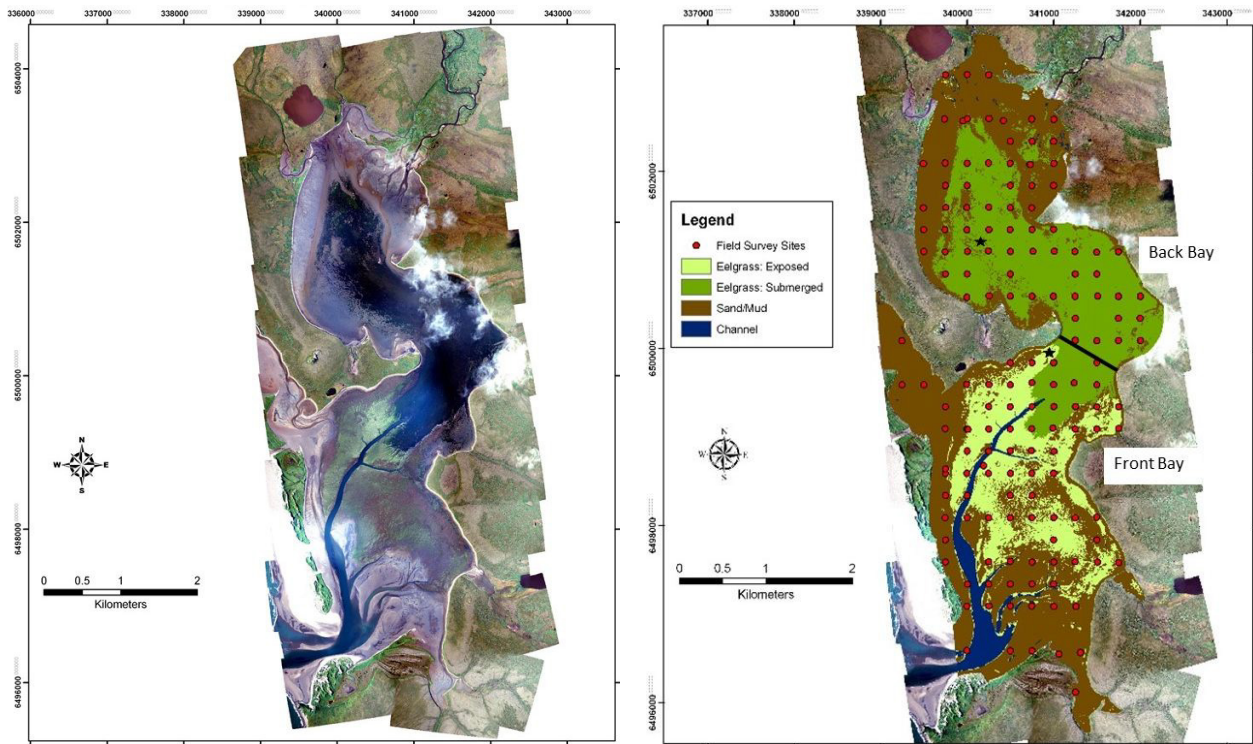 336000 337000 338000 339000 340000 341000 342000 343000
6504000
6502000
6500000
6498000
6496000
N
W E
S
0 0.5 1 2
Kilometers
337000 338000 339000 340000 341000 342000 343000
6502000
6500000
6498000
6496000
Legend
Field Survey Sites
Eelgrass: Exposed
Eelgrass: Submerged
Sand/Mud
Channel
Back Bay
Front Bay
N
W E
S
0 0.5 1 2
Kilometers